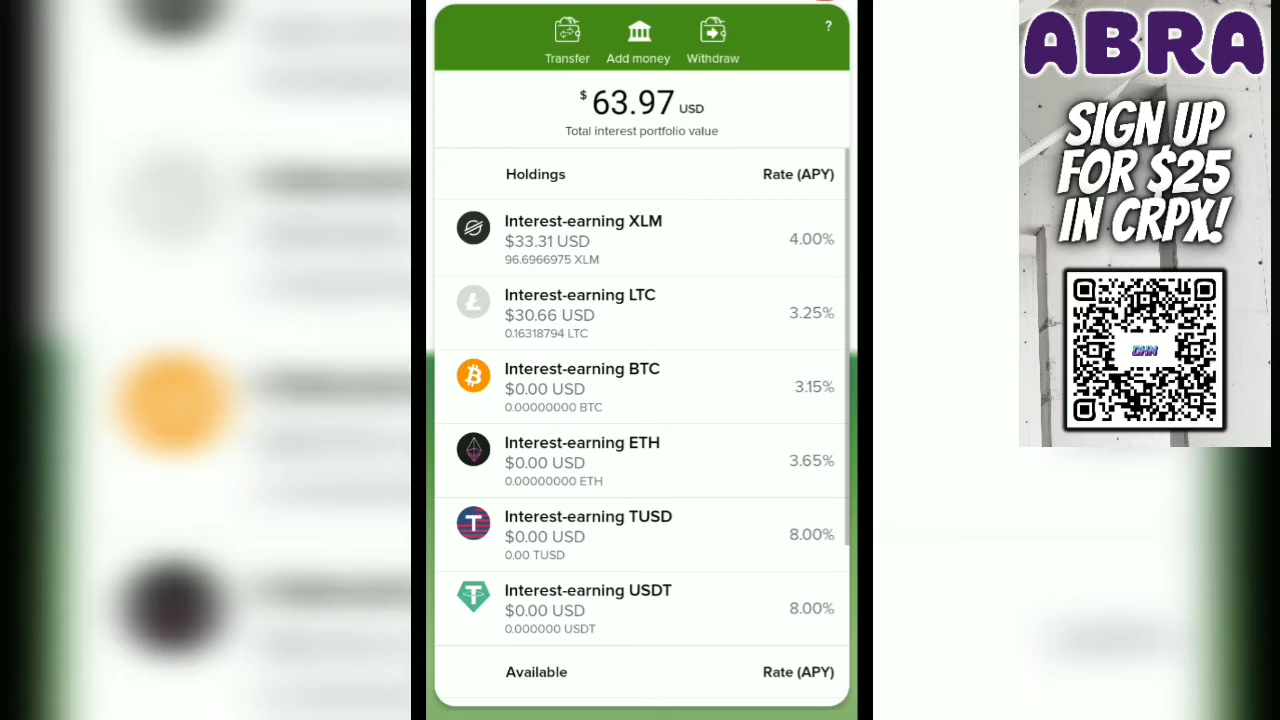 Transfer
Add money
Withdraw
?
$ 63.97 USD
Total interest portfolio value
Holdings
Rate (APY)
Interest-earning XLM
$33.31 USD
96.6966975 XLM
4.00%
Interest-earning LTC
$30.66 USD
0.16318794 LTC
3.25%
Interest-earning BTC
$0.00 USD
0.00000000 BTC
3.15%
Interest-earning ETH
$0.00 USD
0.00000000 ETH
3.65%
Interest-earning TUSD
$0.00 USD
0.00 TUSD
8.00%
Interest-earning USDT
$0.00 USD
0.000000 USDT
8.00%
Available
Rate (APY)
ABRA
SIGN UP
FOR $25
IN CRPX!